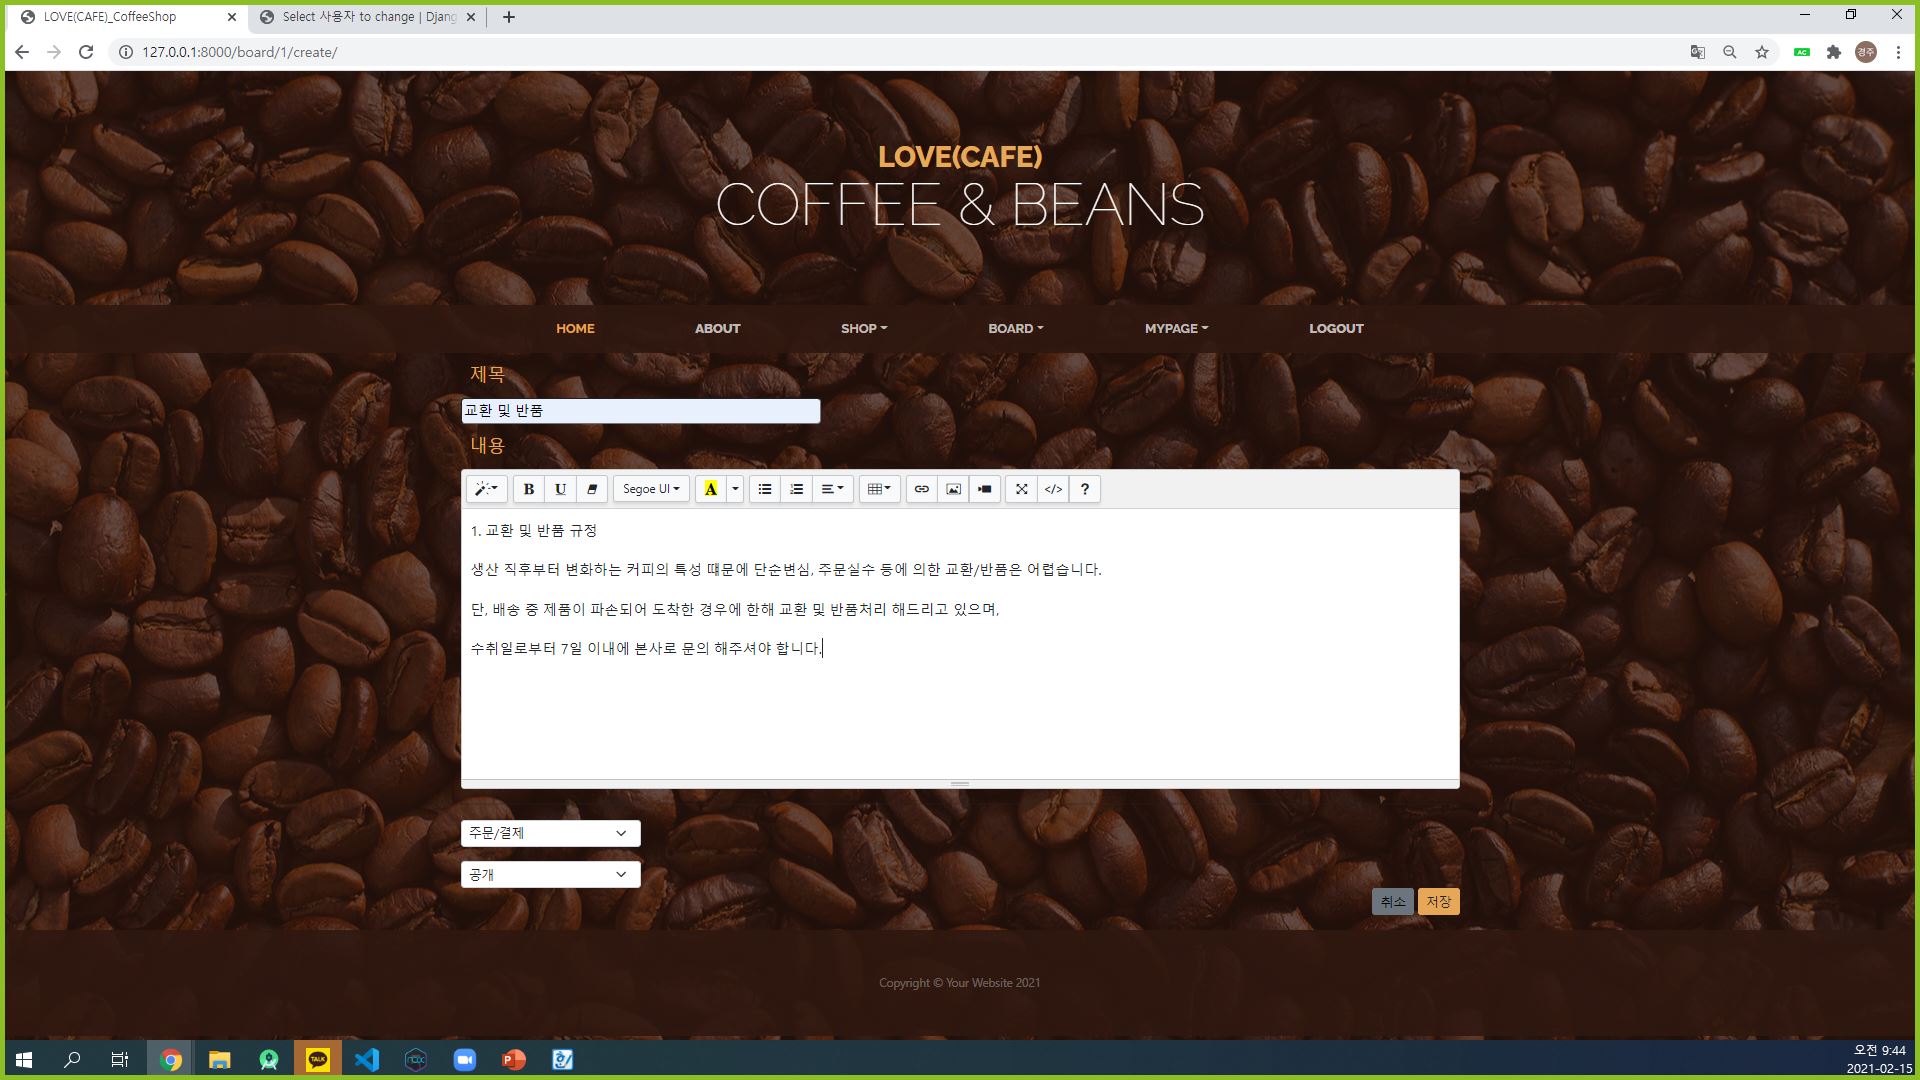 LOVE(CAFE)_CoffeeShop
Select 사용자 to change | Djang
127.0.0.1:8000/board/1/create/
AC
경주
LOVE(CAFE)
COFFEE & BEANS
HOME ABOUT SHOP BOARD MYPAGE LOGOUT
제목
교환 및 반품
내용
B U Segoe UI A </> ?
1. 교환 및 반품 규정
생산 직후부터 변화하는 커피의 특성 때문에 단순변심, 주문실수 등에 의한 교환/반품은 어렵습니다.
단, 배송 중 제품이 파손되어 도착한 경우에 한해 교환 및 반품처리 해드리고 있으며,
수취일로부터 7일 이내에 본사로 문의 해주셔야 합니다.
주문/결제
공개
취소 저장
Copyright © Your Website 2021
TALK
nox
P
한
오전 9:44
2021-02-15